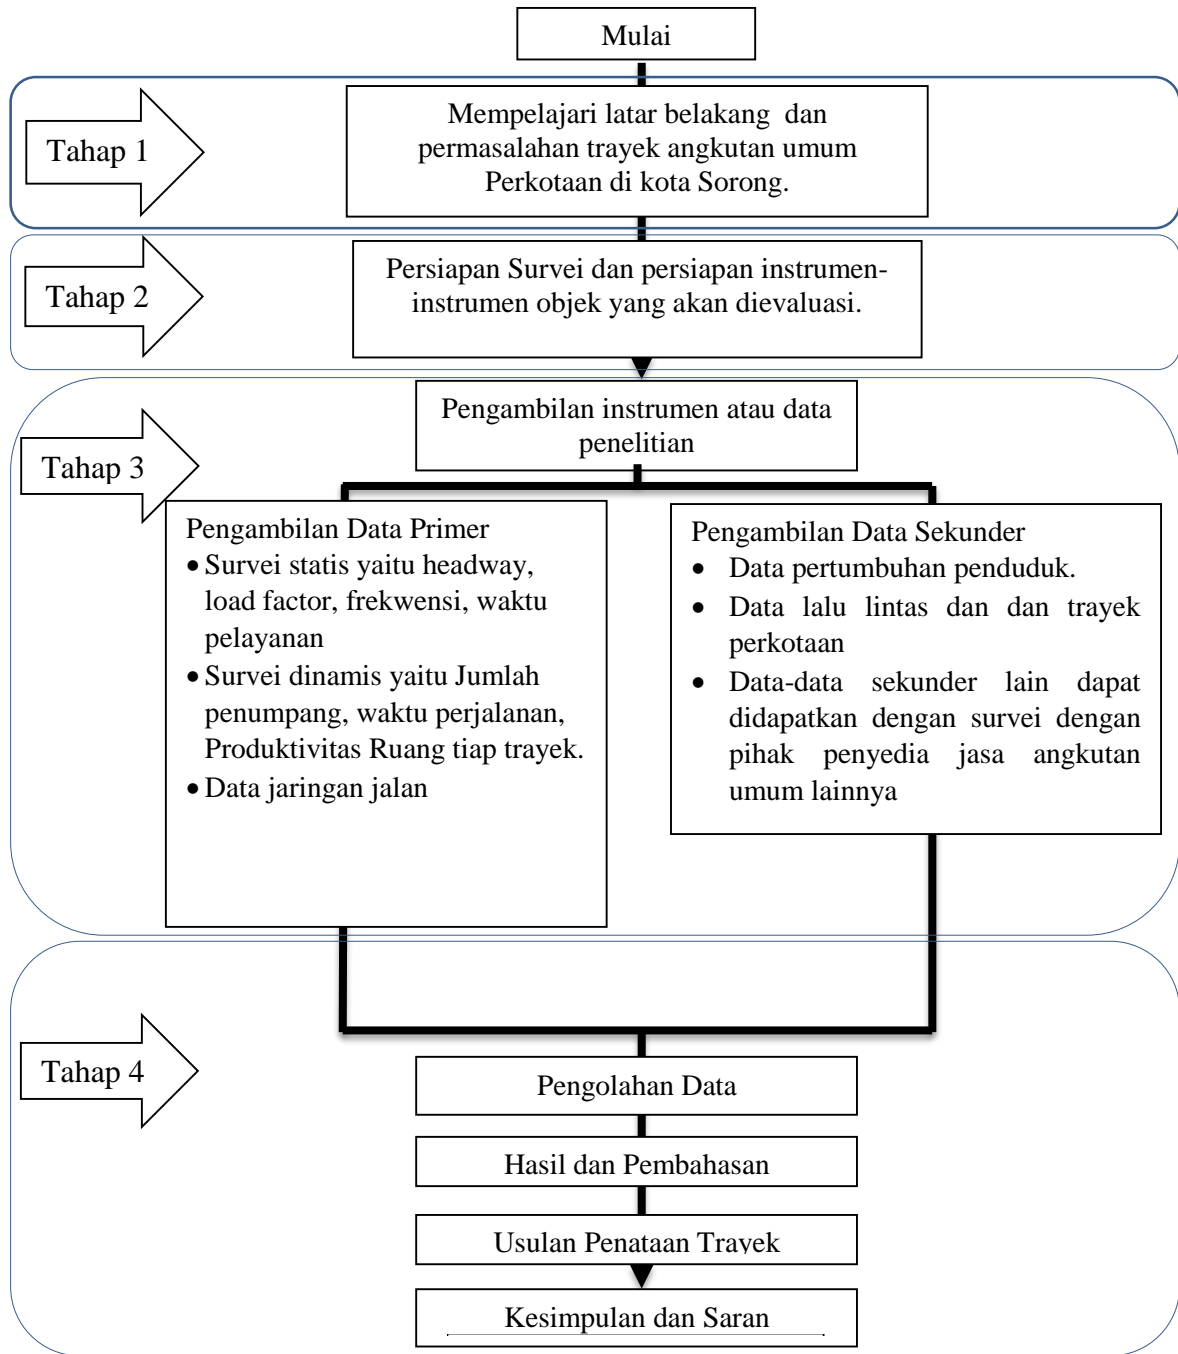 Mulai
Tahap 1
Mempelajari latar belakang dan
permasalahan trayek angkutan umum
Perkotaan di kota Sorong.
Tahap 2
Persiapan Survei dan persiapan instrumen-
instrumen objek yang akan dievaluasi.
Tahap 3
Pengambilan instrumen atau data
penelitian
Pengambilan Data Primer
• Survei statis yaitu headway,
load factor, frekwensi, waktu
pelayanan
• Survei dinamis yaitu Jumlah
penumpang, waktu perjalanan,
Produktivitas Ruang tiap trayek.
• Data jaringan jalan
Pengambilan Data Sekunder
• Data pertumbuhan penduduk.
• Data lalu lintas dan dan trayek
perkotaan
• Data-data sekunder lain dapat
didapatkan dengan survei dengan
pihak penyedia jasa angkutan
umum lainnya
Tahap 4
Pengolahan Data
Hasil dan Pembahasan
Usulan Penataan Trayek
Kesimpulan dan Saran